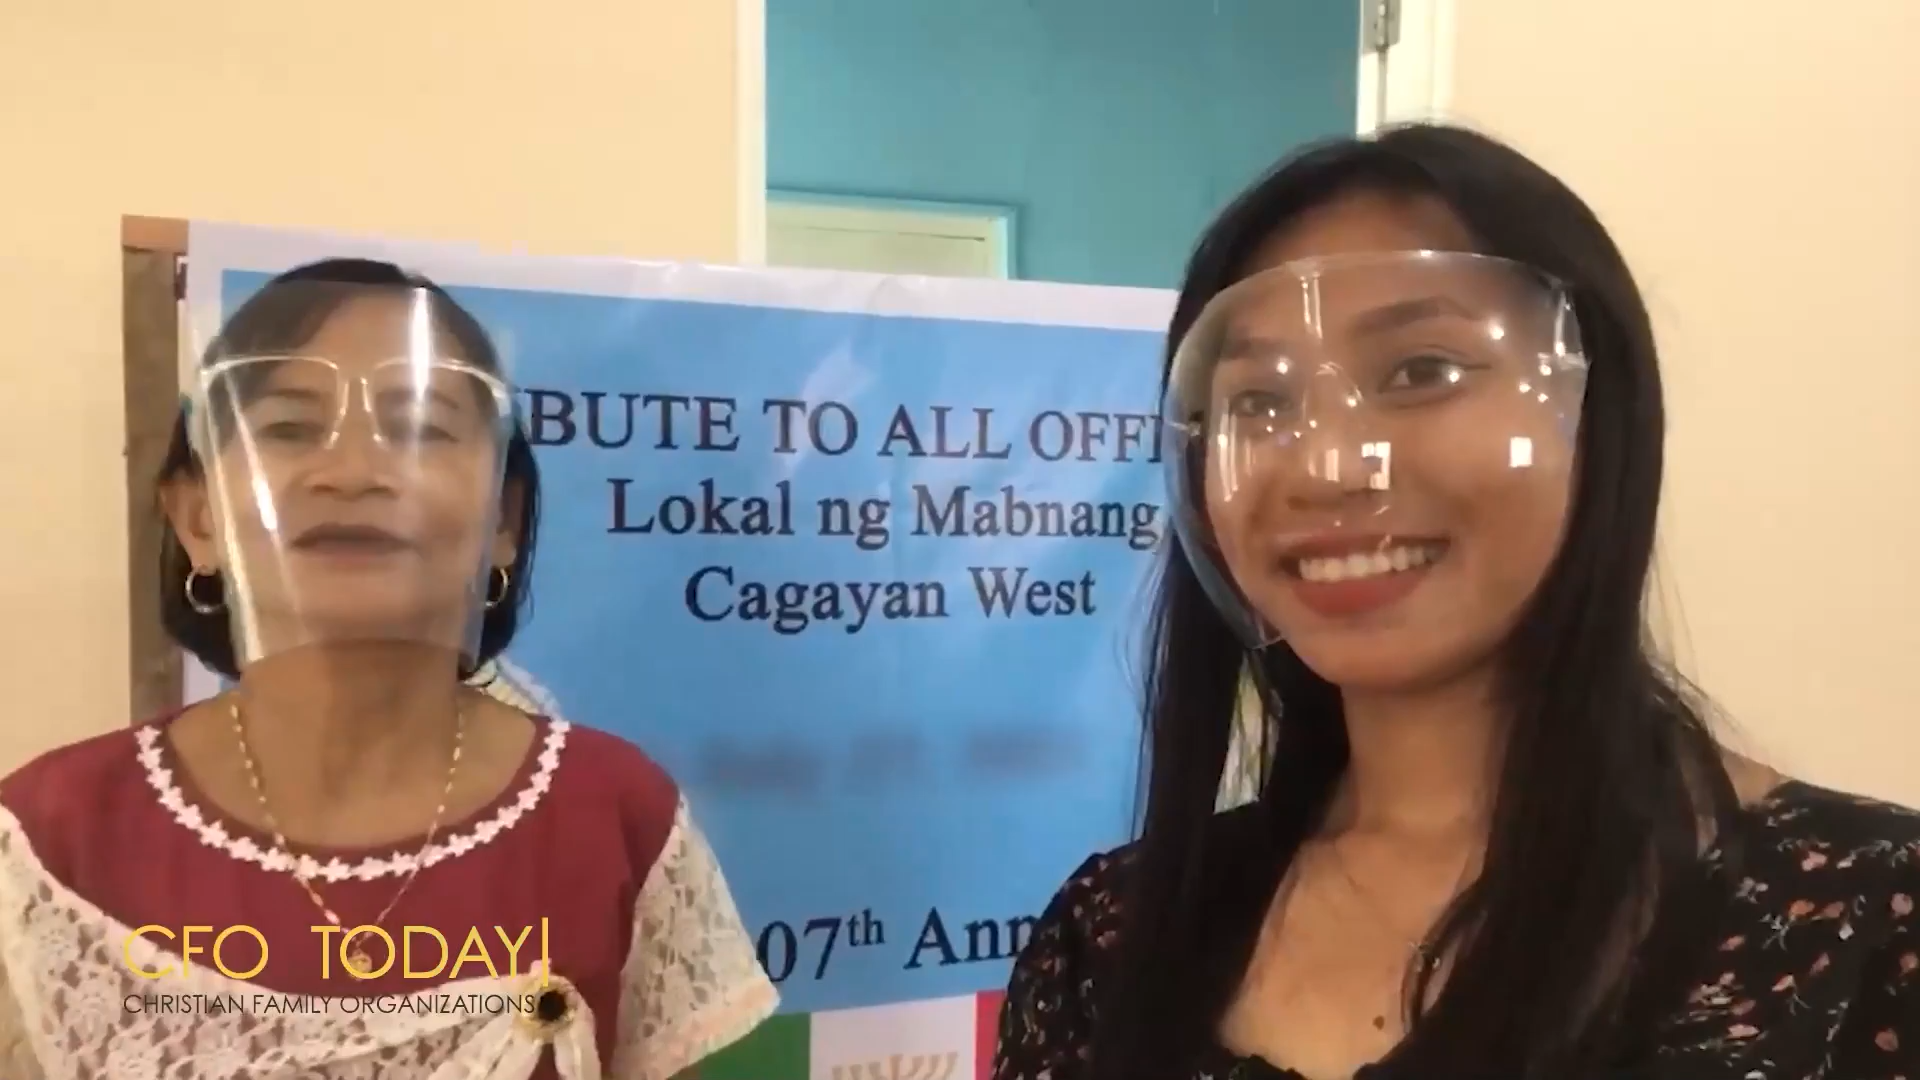 BUTE TO ALL OFFI
Lokal ng Mabnang
Cagayan West
07th Ann
CFO TODAY
CHRISTIAN FAMILY ORGANIZATIONS